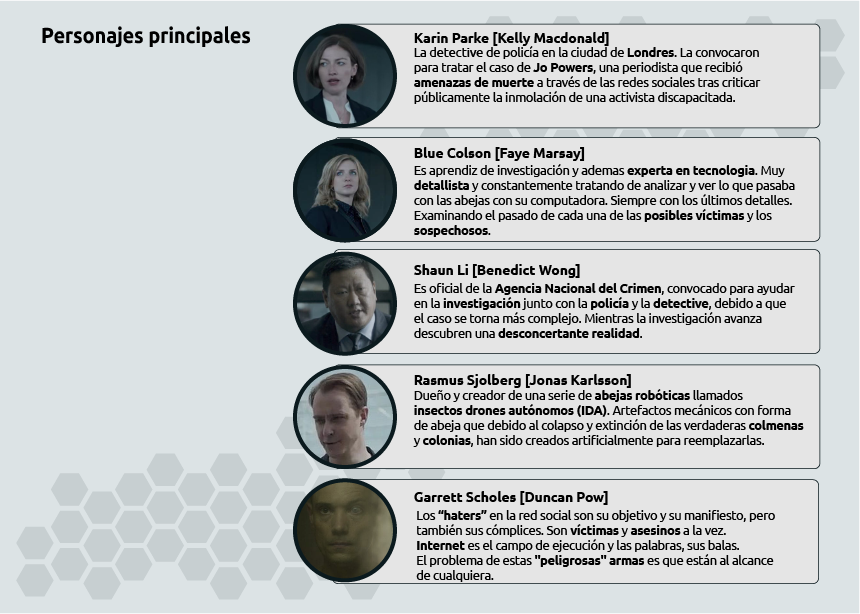 Personajes principales
Karin Parke [Kelly Macdonald]
La detective de policía en la ciudad de Londres. La convocaron
para tratar el caso de Jo Powers, una periodista que recibió
amenazas de muerte a través de las redes sociales tras criticar
públicamente la inmolación de una activista discapacitada.
Blue Colson [Faye Marsay]
Es aprendiz de investigación y ademas experta en tecnologia. Muy
detallista y constantemente tratando de analizar y ver lo que pasaba
con las abejas con su computadora. Siempre con los últimos detalles.
Examinando el pasado de cada una de las posibles víctimas y los
sospechosos.
Shaun Li [Benedict Wong]
Es oficial de la Agencia Nacional del Crimen, convocado para ayudar
en la investigación junto con la policía y la detective, debido a que
el caso se torna más complejo. Mientras la investigación avanza
descubren una desconcertante realidad.
Rasmus Sjolberg [Jonas Karlsson]
Dueño y creador de una serie de abejas robóticas llamados
insectos drones autónomos (IDA). Artefactos mecánicos con forma
de abeja que debido al colapso y extinción de las verdaderas colmenas
y colonias, han sido creados artificialmente para reemplazarlas.
Garrett Scholes [Duncan Pow]
Los “haters” en la red social son su objetivo y su manifiesto, pero
también sus cómplices. Son víctimas y asesinos a la vez.
Internet es el campo de ejecución y las palabras, sus balas.
El problema de estas "peligrosas" armas es que están al alcance
de cualquiera.